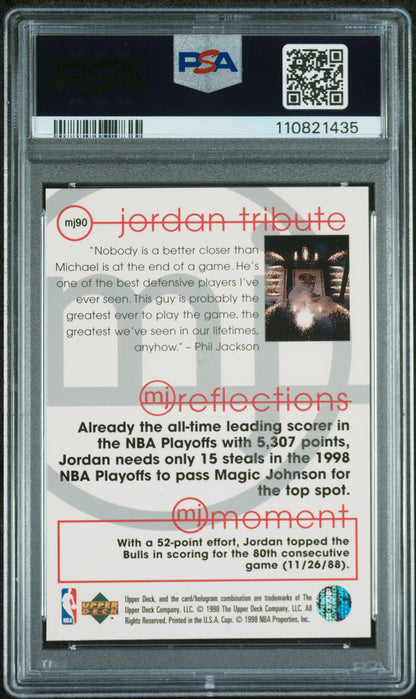 PSA
PSA
110821435
mj90
jordan tribute
"Nobody is a better closer than
Michael is at the end of a game. He's
one of the best defensive players I've
ever seen. This guy is probably the
greatest ever to play the game, the
greatest we've seen in our lifetimes,
anyhow." – Phil Jackson
mj reflections
Already the all-time leading scorer in
the NBA Playoffs with 5,307 points,
Jordan needs only 15 steals in the 1998
NBA Playoffs to pass Magic Johnson for
the top spot.
mj moment
With a 52-point effort, Jordan topped the
Bulls in scoring for the 80th consecutive
game (11/26/88).
NBA
UPPER
DECK
Upper Deck, and the card/hologram combination are trademarks of The
Upper Deck Company, LLC. © 1998 The Upper Deck Company, LLC. All
Rights Reserved. Printed in the U.S.A. Copr. © 1998 NBA Properties, Inc.